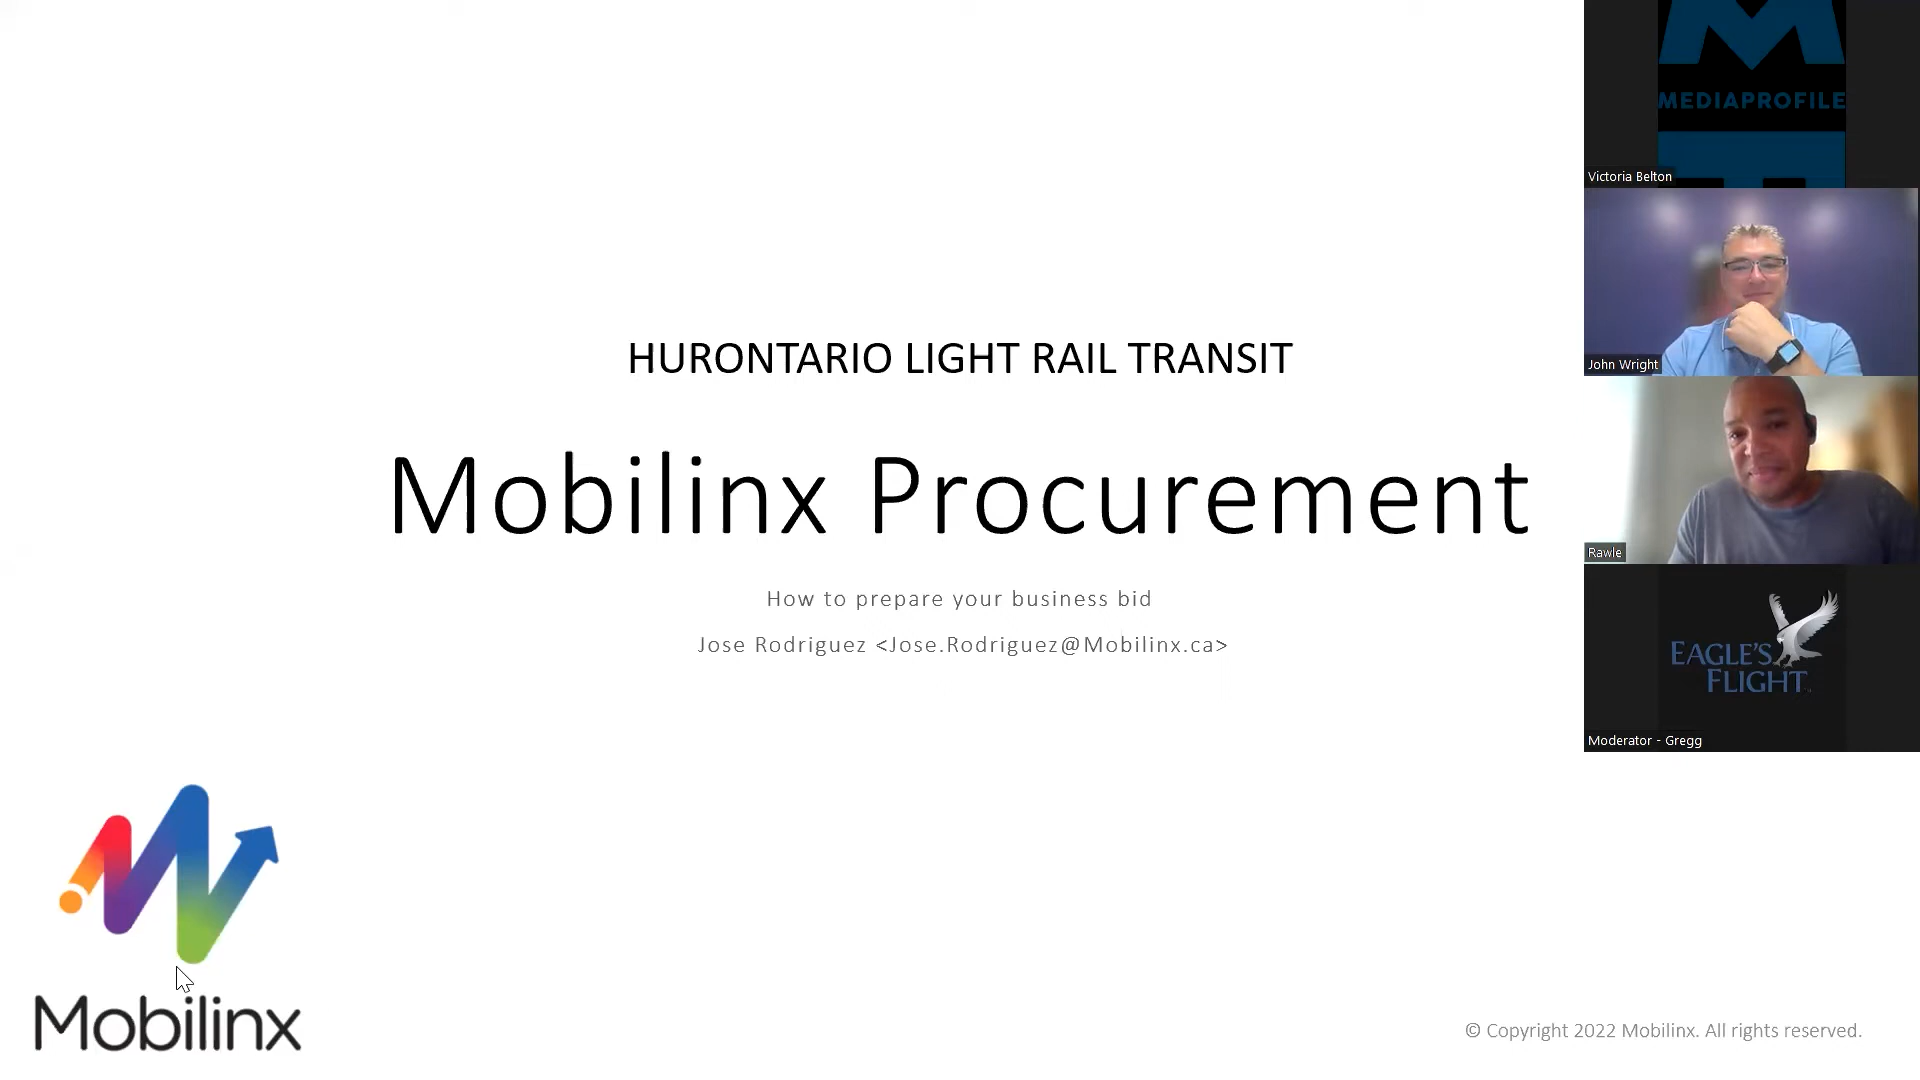 HURONTARIO LIGHT RAIL TRANSIT
Mobilinx Procurement
How to prepare your business bid
Jose Rodriguez <Jose.Rodriguez@Mobilinx.ca>
Mobilinx
© Copyright 2022 Mobilinx. All rights reserved.
MEDIAPROFILE
Victoria Belton
John Wright
Rawle
EAGLE'S
FLIGHT
Moderator - Gregg